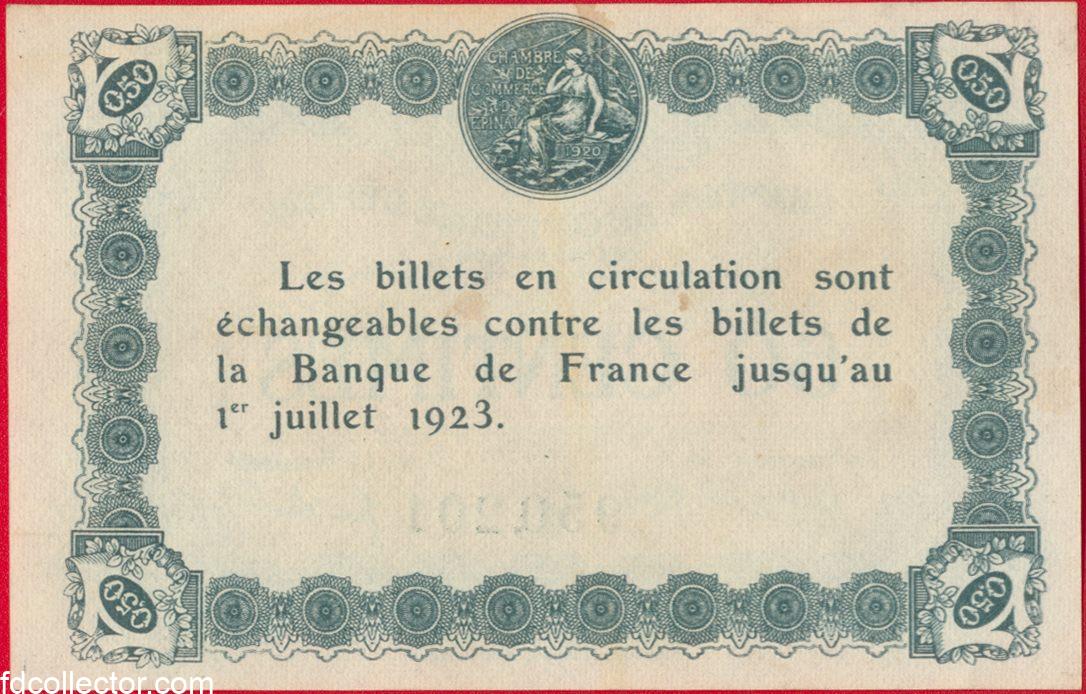 0,50
CHAMBRE
DE
COMMERCE
D'EPINAL
1920
0,50
Les billets en circulation sont
échangeables contre les billets de
la Banque de France jusqu'au
1er juillet 1923.
0,50
0,50
fdcollector.com